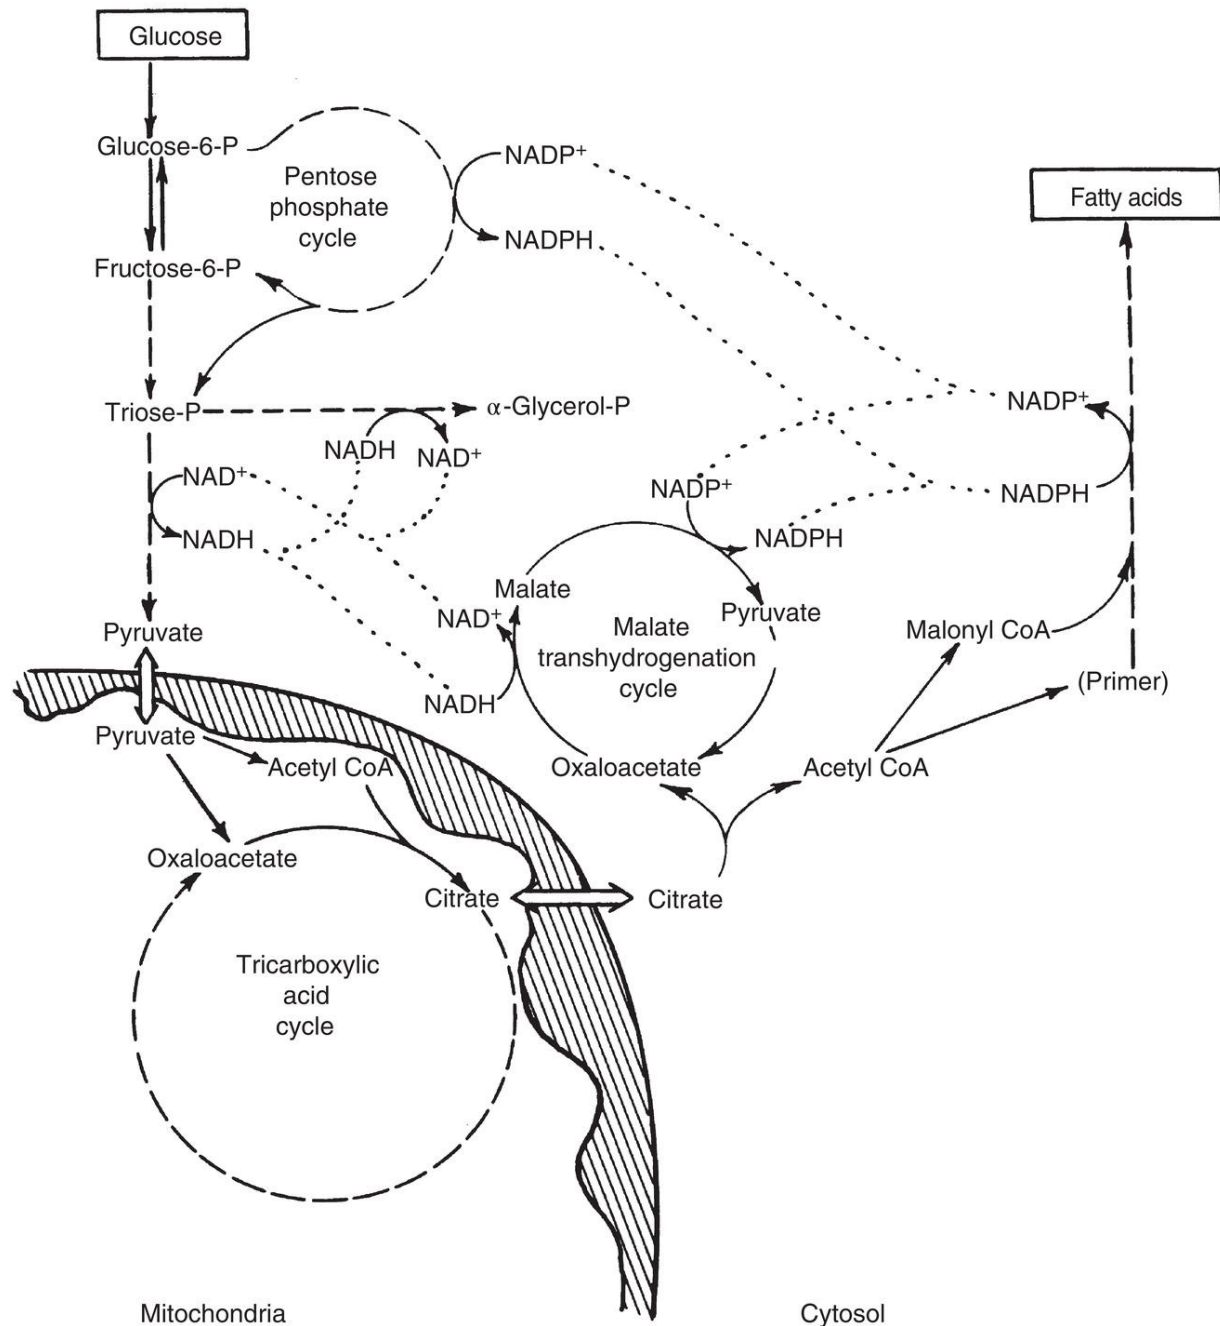 Glucose
Glucose-6-P
Pentose
phosphate
cycle
NADP+
NADPH
Fatty acids
Fructose-6-P
Triose-P
α-Glycerol-P
NADH
NAD+
NADP+
NAD+
NADH
NADP+
NADPH
NADPH
Malate
NAD+
Pyruvate
Malate
transhydrogenation
cycle
Pyruvate
Malonyl CoA
(Primer)
NADH
Pyruvate
Acetyl CoA
Oxaloacetate
Acetyl CoA
Oxaloacetate
Citrate
Citrate
Tricarboxylic
acid
cycle
Mitochondria
Cytosol